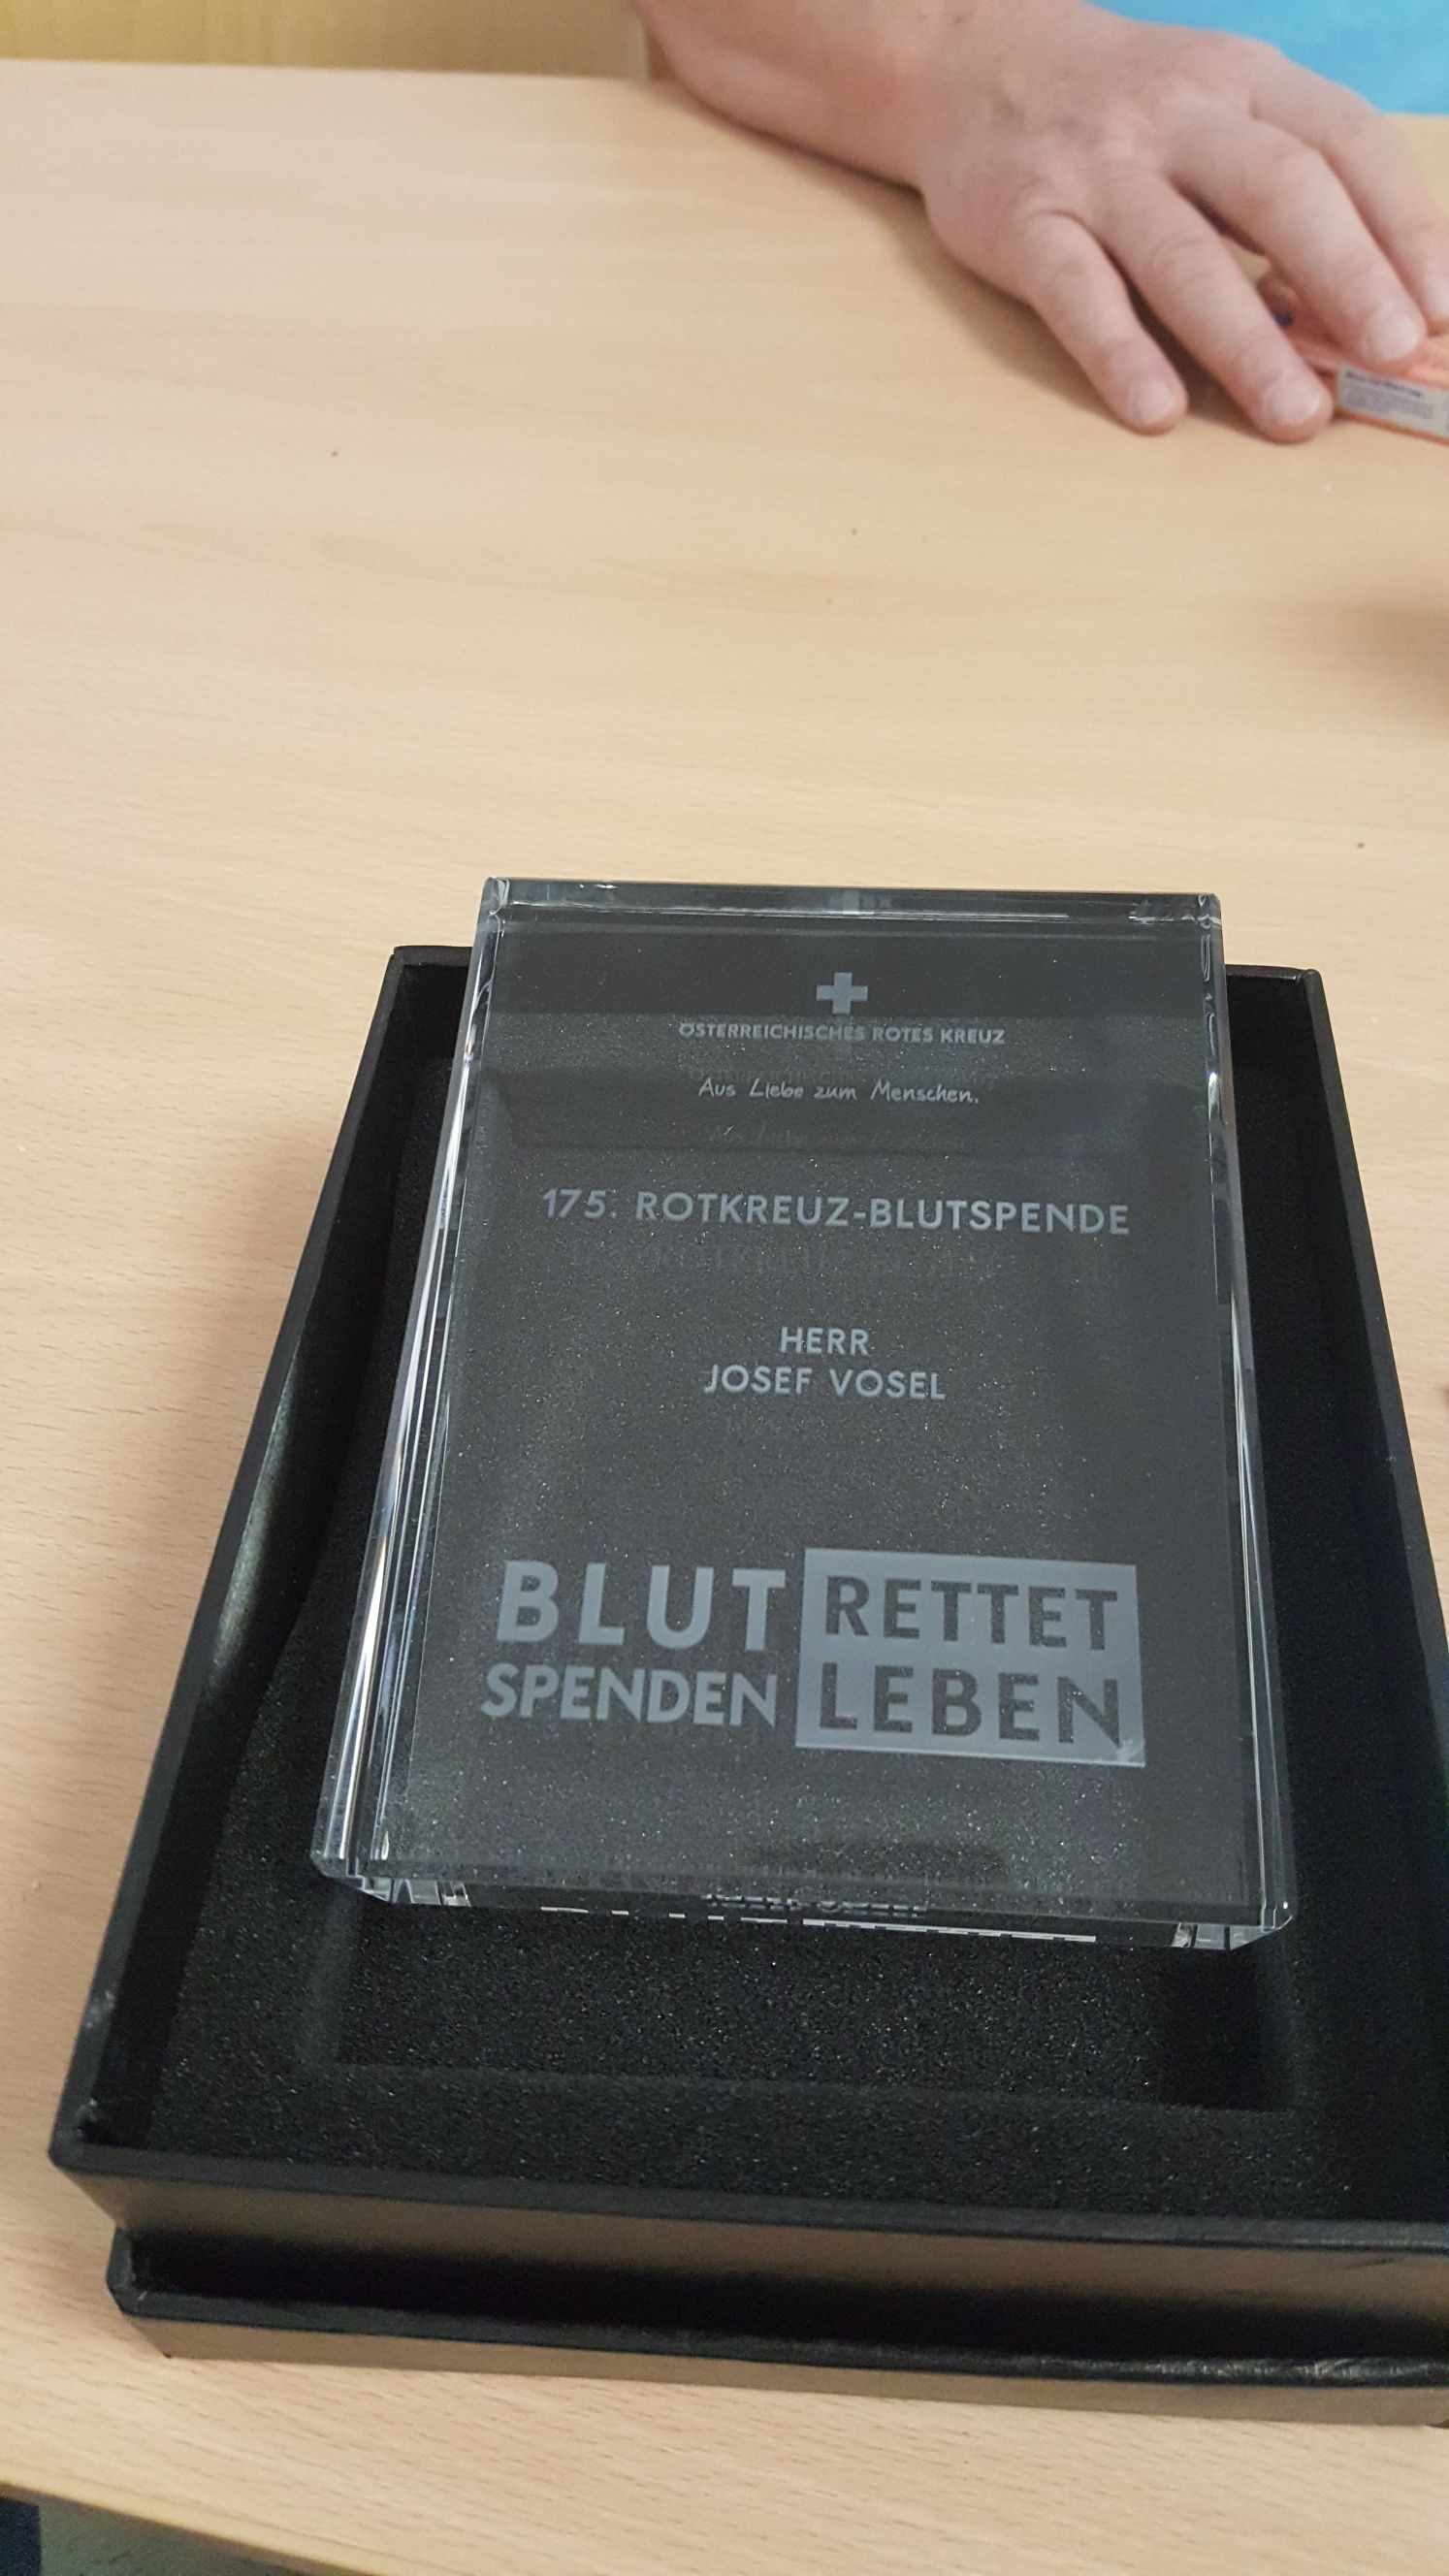 ÖSTERREICHISCHES ROTES KREUZ
Aus Liebe zum Menschen.
175. ROTKREUZ-BLUTSPENDE
HERR
JOSEF VOSEL
BLUT RETTET
SPENDEN LEBEN